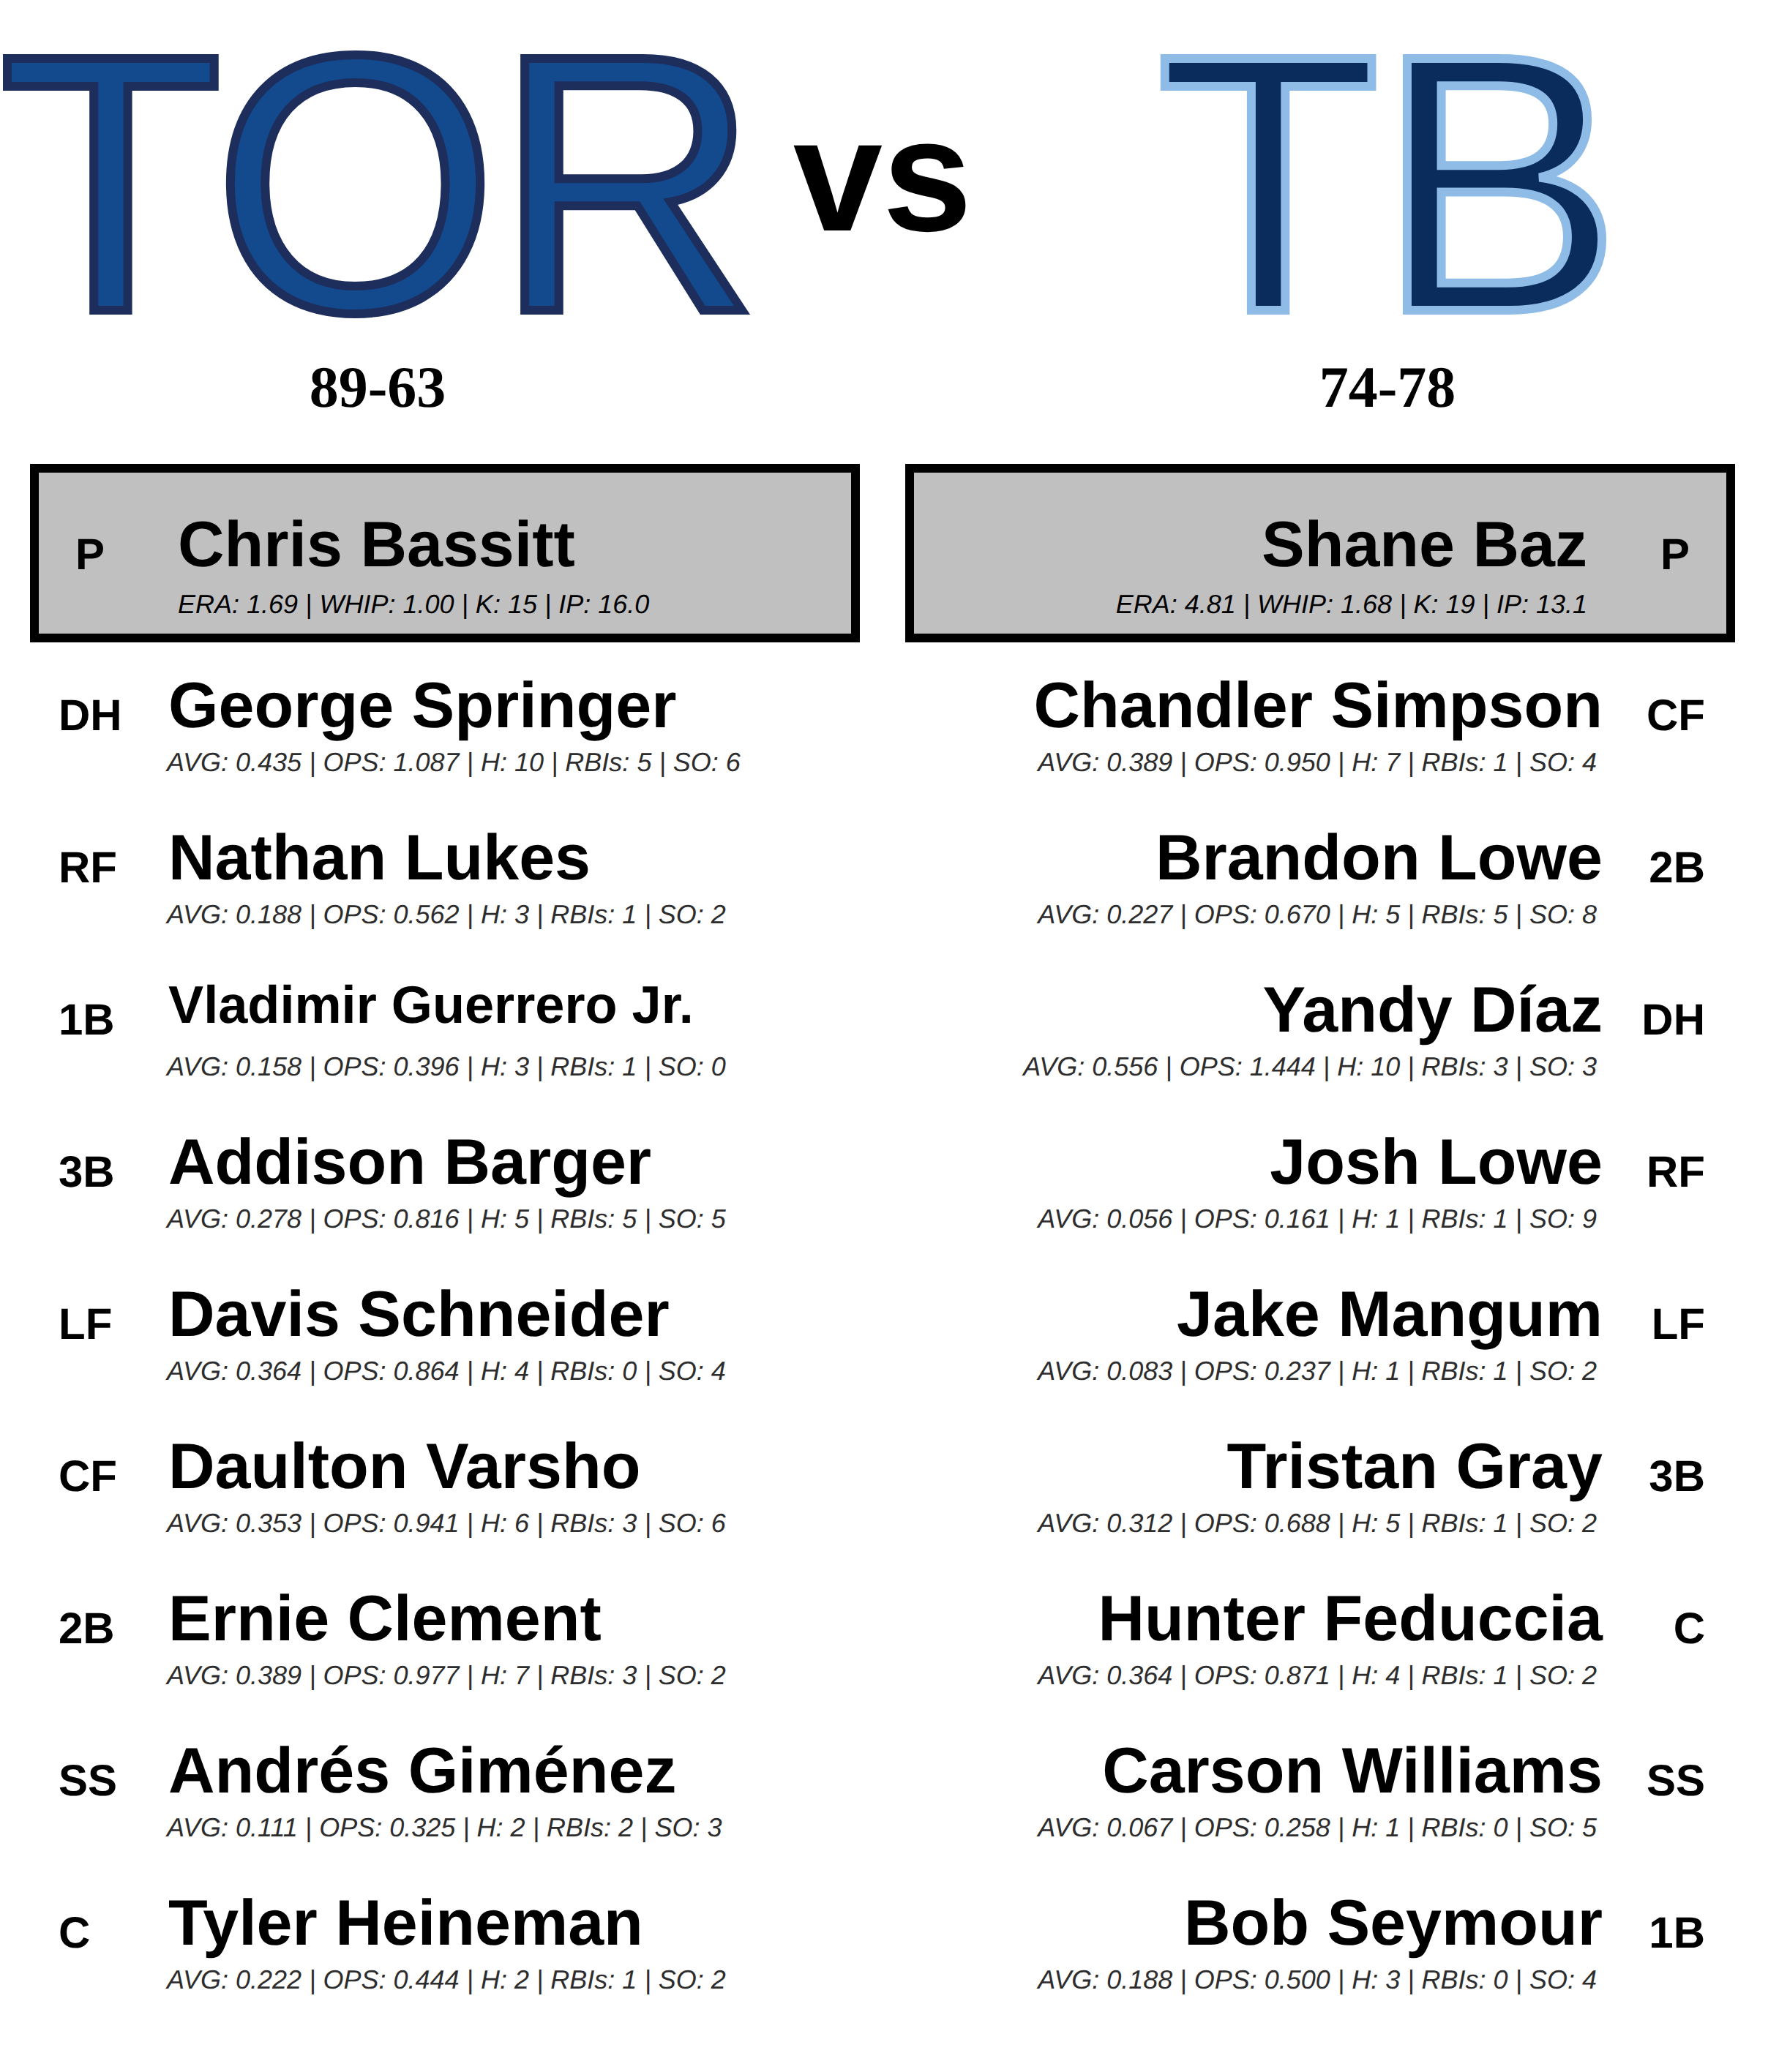 TOR vs TB
89-63 74-78
P Chris Bassitt
ERA: 1.69 | WHIP: 1.00 | K: 15 | IP: 16.0
Shane Baz P
ERA: 4.81 | WHIP: 1.68 | K: 19 | IP: 13.1
DH George Springer
AVG: 0.435 | OPS: 1.087 | H: 10 | RBIs: 5 | SO: 6
RF Nathan Lukes
AVG: 0.188 | OPS: 0.562 | H: 3 | RBIs: 1 | SO: 2
1B Vladimir Guerrero Jr.
AVG: 0.158 | OPS: 0.396 | H: 3 | RBIs: 1 | SO: 0
3B Addison Barger
AVG: 0.278 | OPS: 0.816 | H: 5 | RBIs: 5 | SO: 5
LF Davis Schneider
AVG: 0.364 | OPS: 0.864 | H: 4 | RBIs: 0 | SO: 4
CF Daulton Varsho
AVG: 0.353 | OPS: 0.941 | H: 6 | RBIs: 3 | SO: 6
2B Ernie Clement
AVG: 0.389 | OPS: 0.977 | H: 7 | RBIs: 3 | SO: 2
SS Andrés Giménez
AVG: 0.111 | OPS: 0.325 | H: 2 | RBIs: 2 | SO: 3
C Tyler Heineman
AVG: 0.222 | OPS: 0.444 | H: 2 | RBIs: 1 | SO: 2
Chandler Simpson CF
AVG: 0.389 | OPS: 0.950 | H: 7 | RBIs: 1 | SO: 4
Brandon Lowe 2B
AVG: 0.227 | OPS: 0.670 | H: 5 | RBIs: 5 | SO: 8
Yandy Díaz DH
AVG: 0.556 | OPS: 1.444 | H: 10 | RBIs: 3 | SO: 3
Josh Lowe RF
AVG: 0.056 | OPS: 0.161 | H: 1 | RBIs: 1 | SO: 9
Jake Mangum LF
AVG: 0.083 | OPS: 0.237 | H: 1 | RBIs: 1 | SO: 2
Tristan Gray 3B
AVG: 0.312 | OPS: 0.688 | H: 5 | RBIs: 1 | SO: 2
Hunter Feduccia C
AVG: 0.364 | OPS: 0.871 | H: 4 | RBIs: 1 | SO: 2
Carson Williams SS
AVG: 0.067 | OPS: 0.258 | H: 1 | RBIs: 0 | SO: 5
Bob Seymour 1B
AVG: 0.188 | OPS: 0.500 | H: 3 | RBIs: 0 | SO: 4